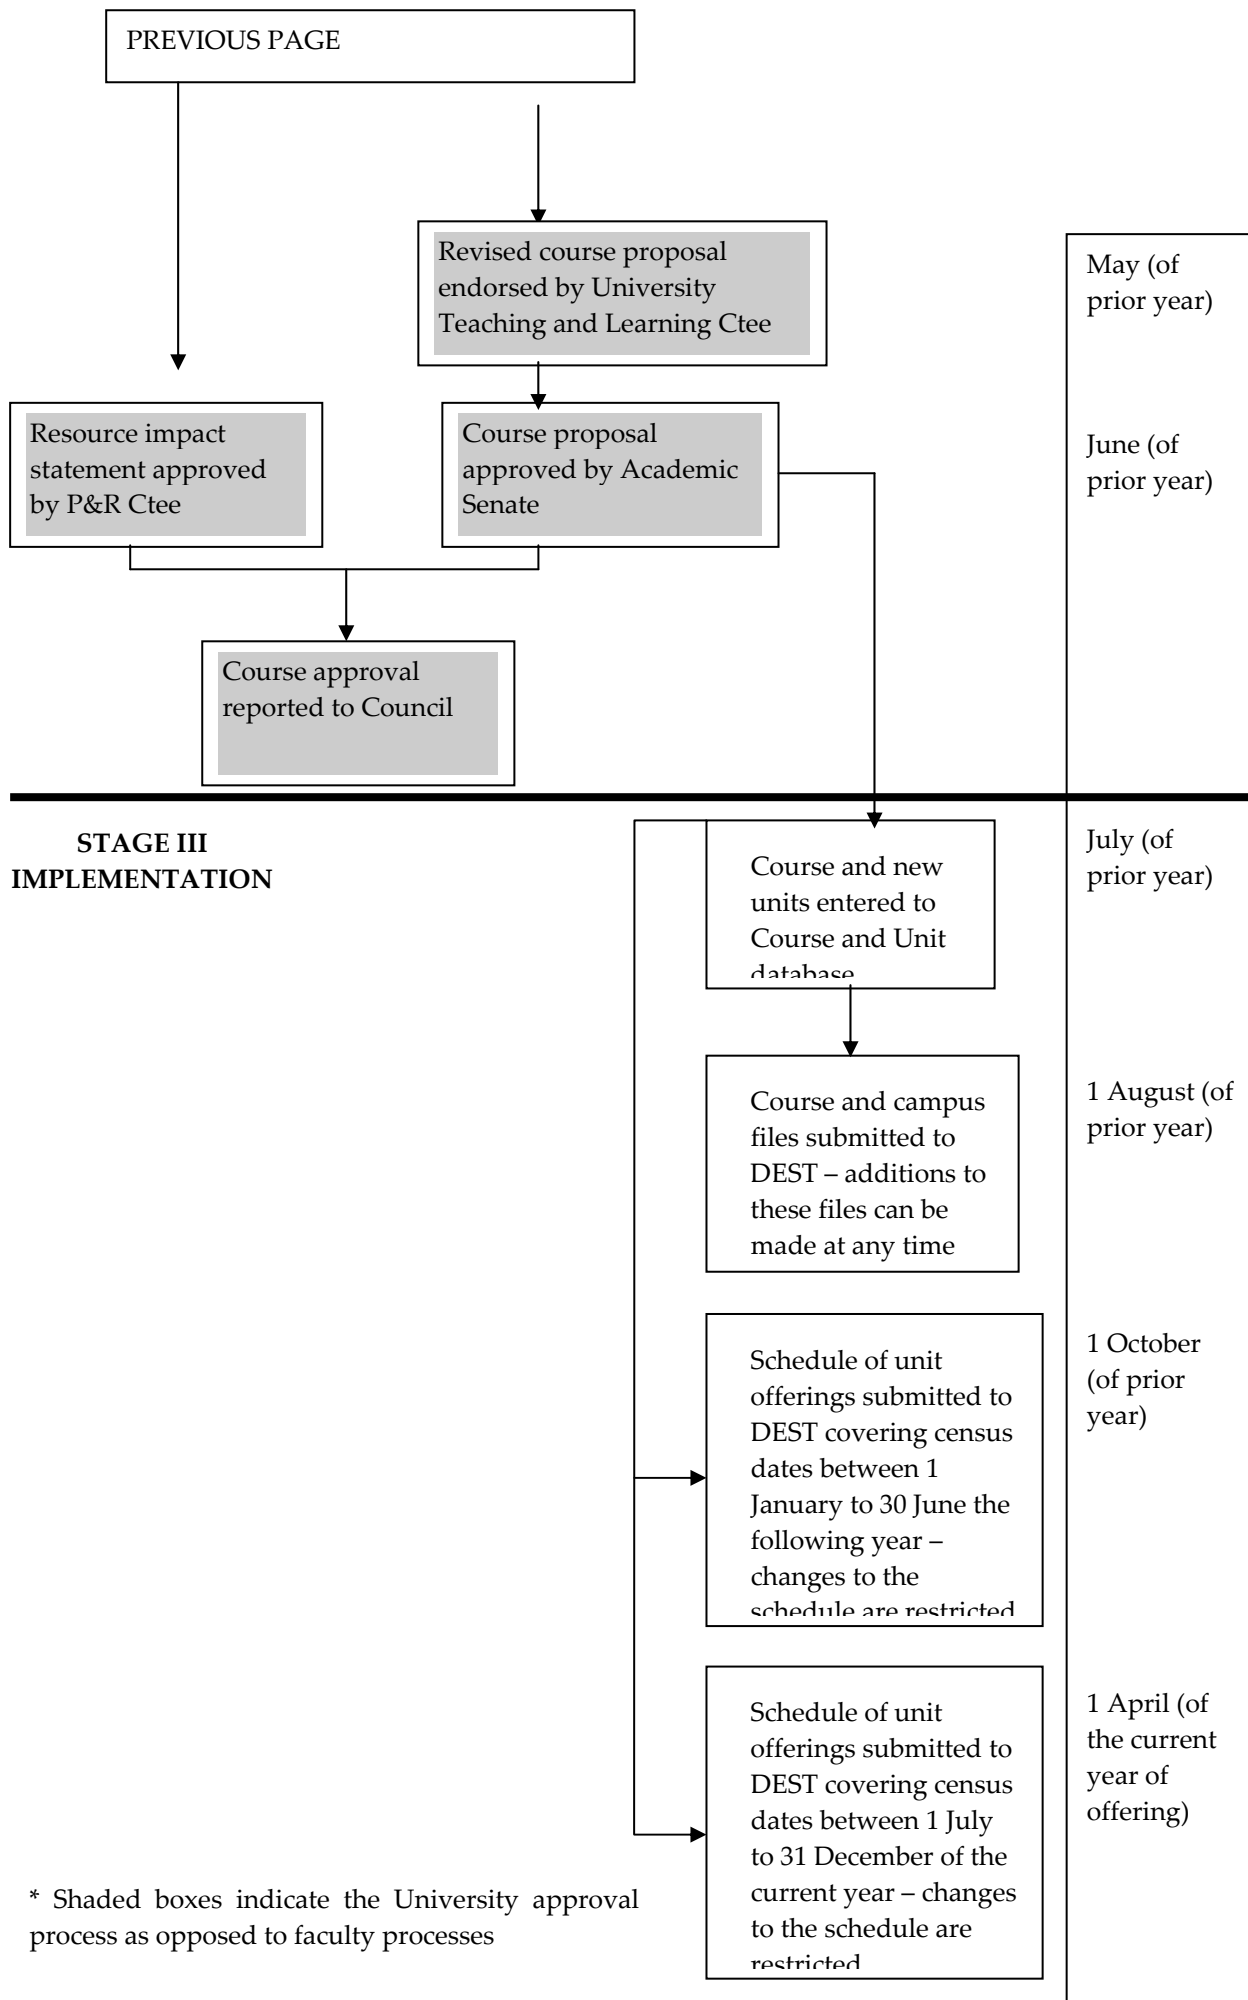 PREVIOUS PAGE
Revised course proposal
endorsed by University
Teaching and Learning Ctee
May (of
prior year)
Resource impact
statement approved
by P&R Ctee
Course proposal
approved by Academic
Senate
June (of
prior year)
Course approval
reported to Council
STAGE III
IMPLEMENTATION
Course and new
units entered to
Course and Unit
database
July (of
prior year)
Course and campus
files submitted to
DEST – additions to
these files can be
made at any time
1 August (of
prior year)
Schedule of unit
offerings submitted to
DEST covering census
dates between 1
January to 30 June the
following year –
changes to the
schedule are restricted
1 October
(of prior
year)
Schedule of unit
offerings submitted to
DEST covering census
dates between 1 July
to 31 December of the
current year – changes
to the schedule are
restricted
1 April (of
the current
year of
offering)
* Shaded boxes indicate the University approval
process as opposed to faculty processes